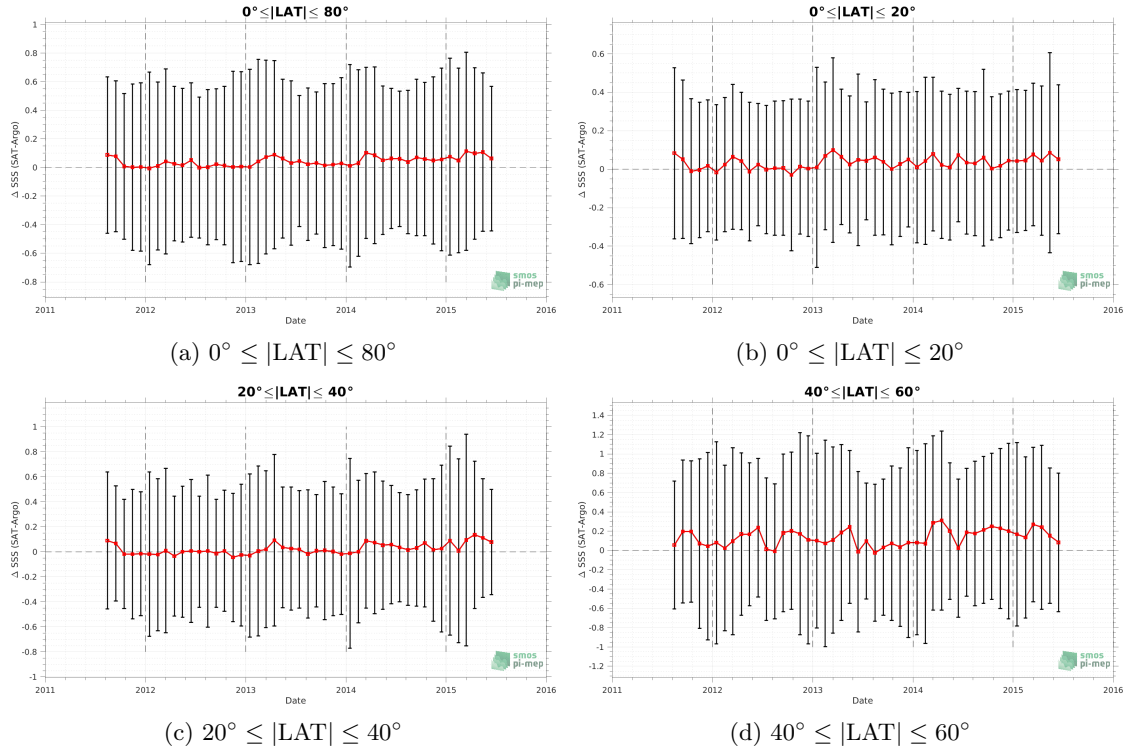 0°≤|LAT|≤ 80°
1
0.8
0.6
0.4
0.2
0
-0.2
-0.4
-0.6
-0.8
Δ SSS (SAT-Argo)
2011 2012 2013 2014 2015 2016
Date
smos
pi-mep
(a) 0° ≤ |LAT| ≤ 80°
0°≤|LAT|≤ 20°
0.6
0.4
0.2
0
-0.2
-0.4
-0.6
Δ SSS (SAT-Argo)
2011 2012 2013 2014 2015 2016
Date
smos
pi-mep
(b) 0° ≤ |LAT| ≤ 20°
20°≤|LAT|≤ 40°
1
0.8
0.6
0.4
0.2
0
-0.2
-0.4
-0.6
-0.8
-1
Δ SSS (SAT-Argo)
2011 2012 2013 2014 2015 2016
Date
smos
pi-mep
(c) 20° ≤ |LAT| ≤ 40°
40°≤|LAT|≤ 60°
1.4
1.2
1
0.8
0.6
0.4
0.2
0
-0.2
-0.4
-0.6
-0.8
-1
-1.2
Δ SSS (SAT-Argo)
2011 2012 2013 2014 2015 2016
Date
smos
pi-mep
(d) 40° ≤ |LAT| ≤ 60°